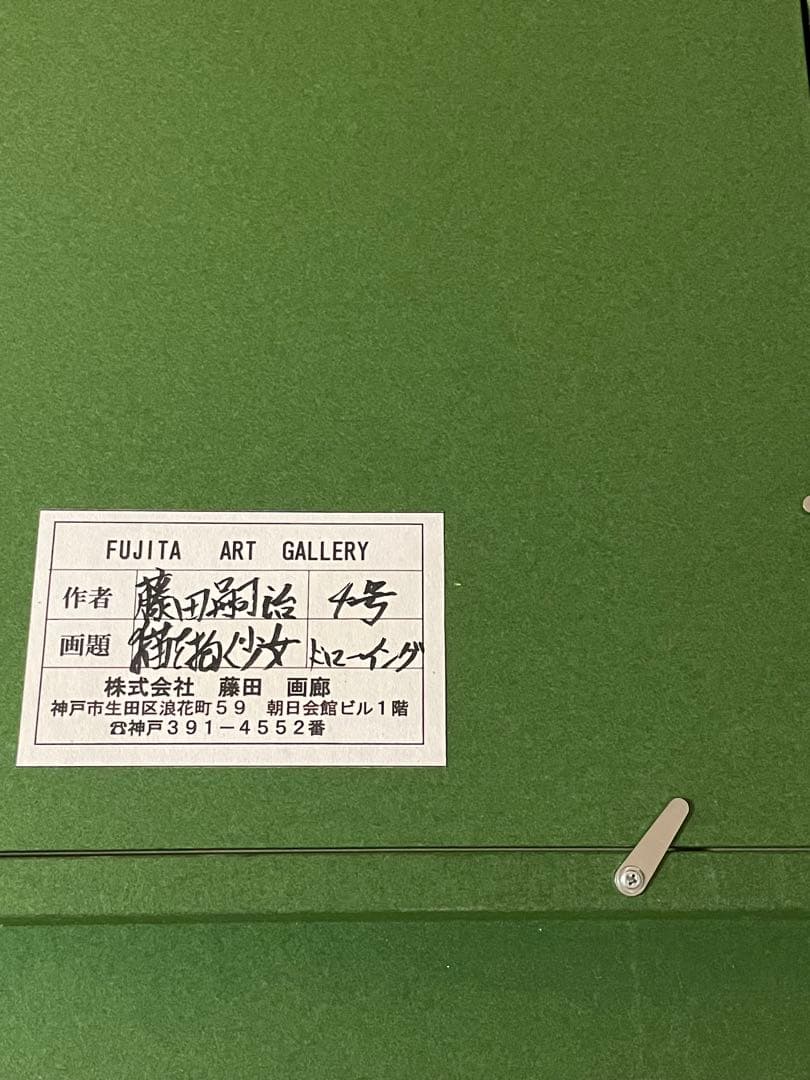 FUJITA ART GALLERY
作者 藤田嗣治 4号
画題 猫を抱く少女 ドローイング
株式会社 藤田 画廊
神戸市生田区浪花町59 朝日会館ビル1階
☎神戸391-4552番